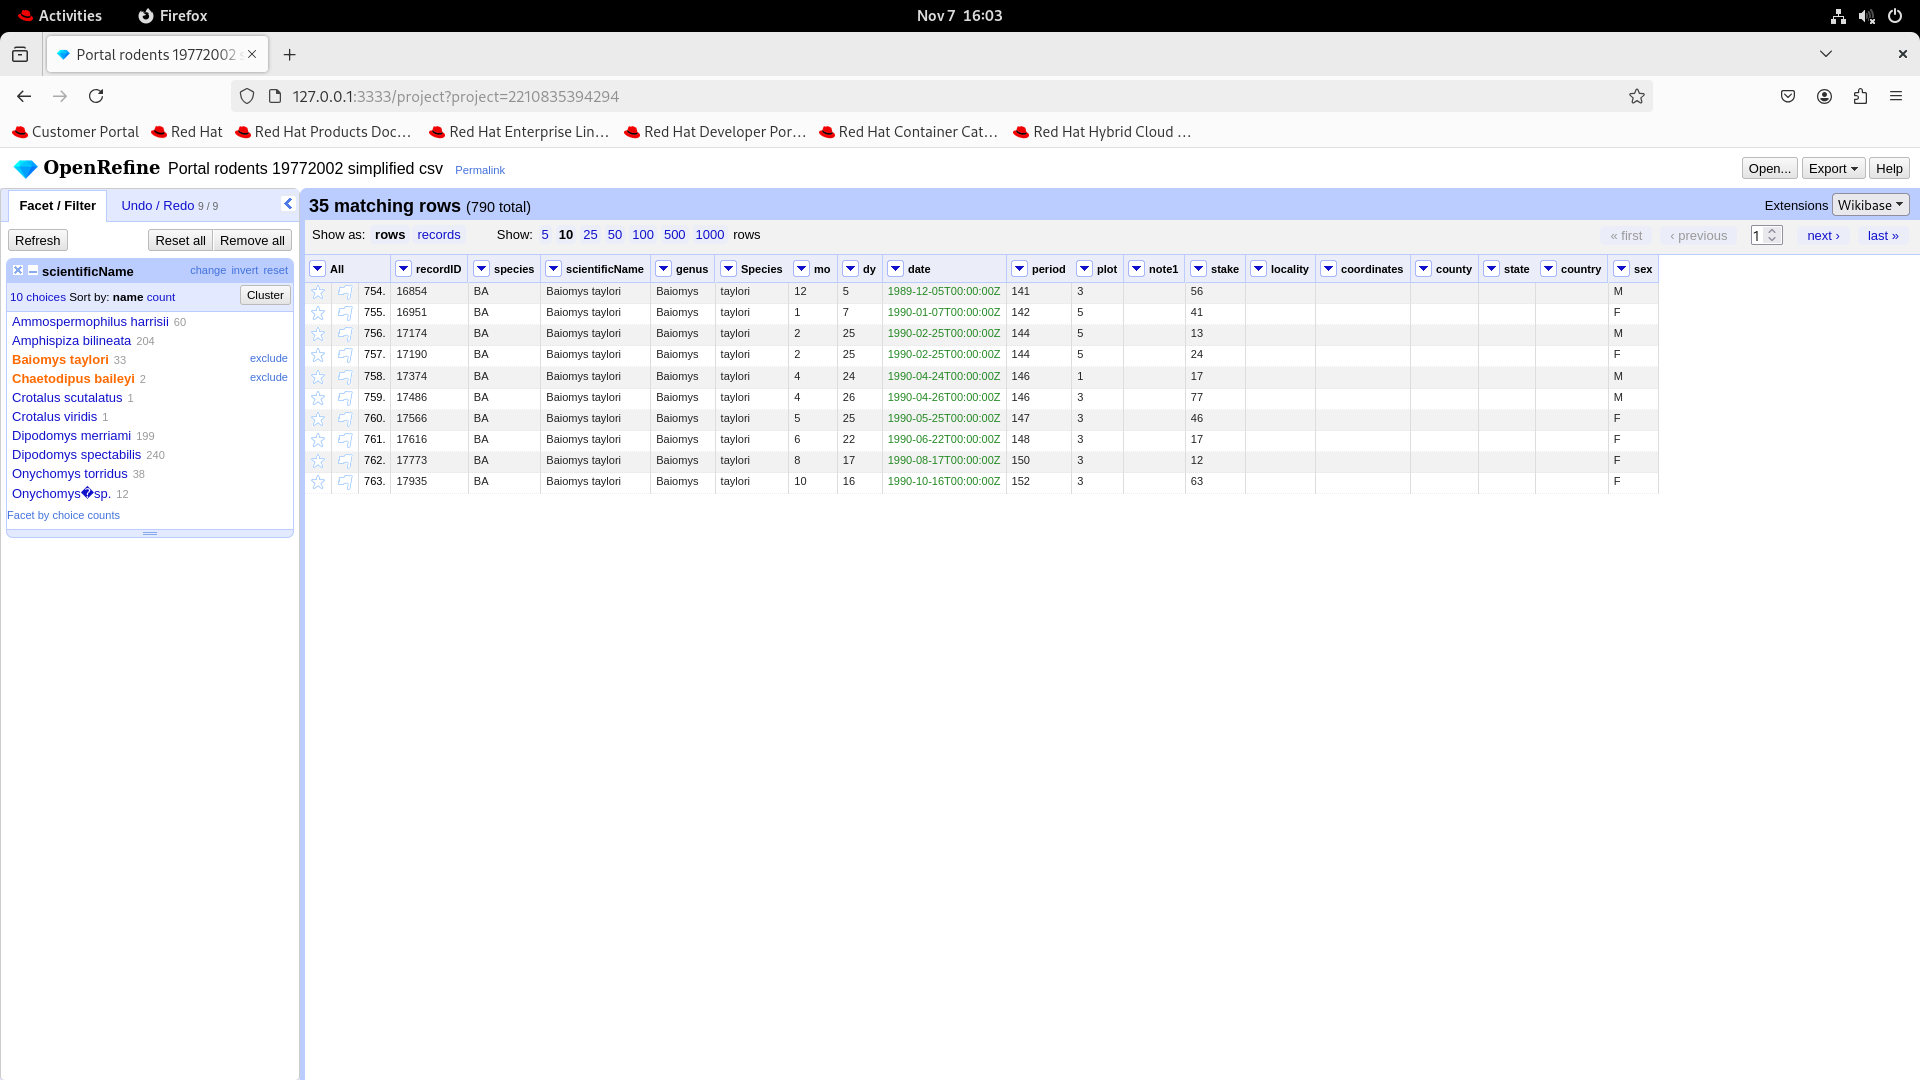 Activities Firefox Nov 7 16:03
Portal rodents 19772002
127.0.0.1:3333/project?project=2210835394294
Customer Portal Red Hat Red Hat Products Doc… Red Hat Enterprise Lin… Red Hat Developer Por… Red Hat Container Cat… Red Hat Hybrid Cloud …
OpenRefine Portal rodents 19772002 simplified csv Permalink Open... Export Help
Facet / Filter Undo / Redo 9 / 9
35 matching rows (790 total) Extensions Wikibase
Refresh Reset all Remove all
Show as: rows records Show: 5 10 25 50 100 500 1000 rows « first ‹ previous 1 next › last »
scientificName change invert reset
10 choices Sort by: name count Cluster
Ammospermophilus harrisii 60
Amphispiza bilineata 204
Baiomys taylori 33 exclude
Chaetodipus baileyi 2 exclude
Crotalus scutalatus 1
Crotalus viridis 1
Dipodomys merriami 199
Dipodomys spectabilis 240
Onychomys torridus 38
Onychomys�sp. 12
Facet by choice counts
All recordID species scientificName genus Species mo dy date period plot note1 stake locality coordinates county state country sex
754. 16854 BA Baiomys taylori Baiomys taylori 12 5 1989-12-05T00:00:00Z 141 3 56 M
755. 16951 BA Baiomys taylori Baiomys taylori 1 7 1990-01-07T00:00:00Z 142 5 41 F
756. 17174 BA Baiomys taylori Baiomys taylori 2 25 1990-02-25T00:00:00Z 144 5 13 M
757. 17190 BA Baiomys taylori Baiomys taylori 2 25 1990-02-25T00:00:00Z 144 5 24 F
758. 17374 BA Baiomys taylori Baiomys taylori 4 24 1990-04-24T00:00:00Z 146 1 17 M
759. 17486 BA Baiomys taylori Baiomys taylori 4 26 1990-04-26T00:00:00Z 146 3 77 M
760. 17566 BA Baiomys taylori Baiomys taylori 5 25 1990-05-25T00:00:00Z 147 3 46 F
761. 17616 BA Baiomys taylori Baiomys taylori 6 22 1990-06-22T00:00:00Z 148 3 17 F
762. 17773 BA Baiomys taylori Baiomys taylori 8 17 1990-08-17T00:00:00Z 150 3 12 F
763. 17935 BA Baiomys taylori Baiomys taylori 10 16 1990-10-16T00:00:00Z 152 3 63 F